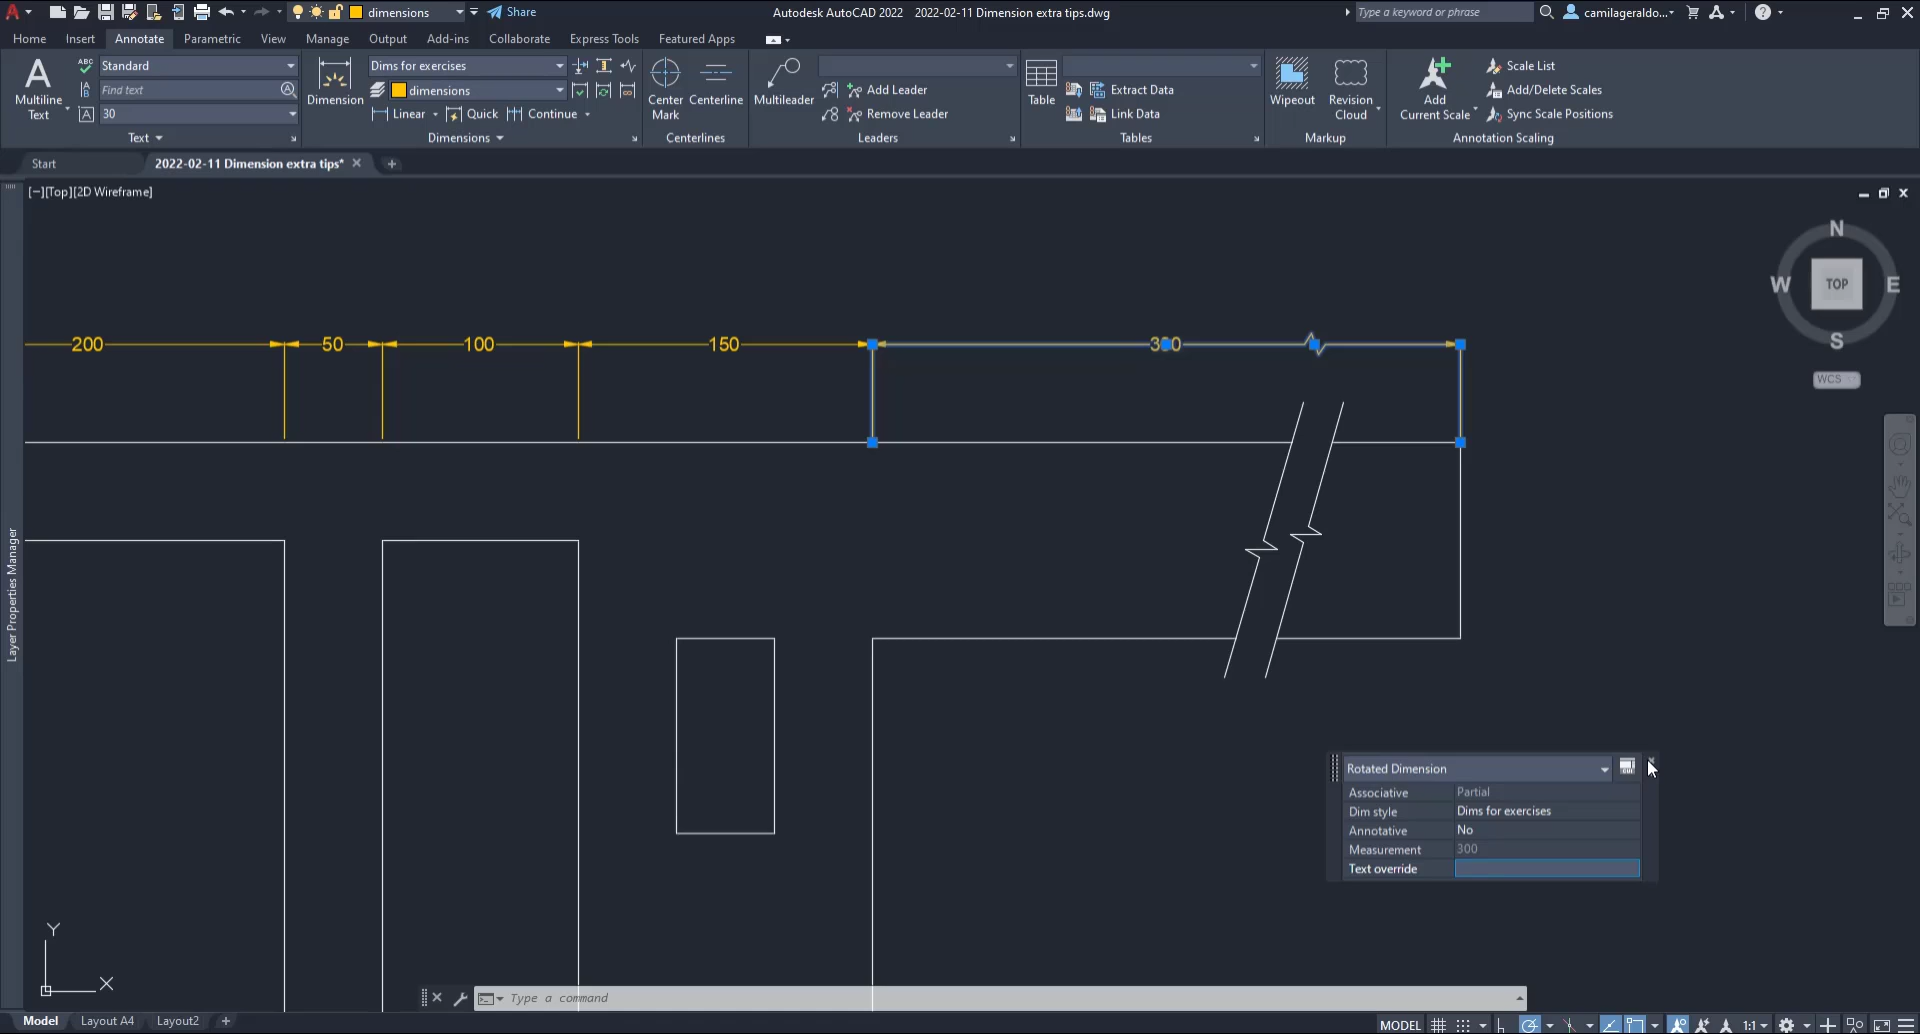 dimensions
Share
Autodesk AutoCAD 2022   2022-02-11 Dimension extra tips.dwg
Type a keyword or phrase
camilageraldo...
Home Insert Annotate Parametric View Manage Output Add-ins Collaborate Express Tools Featured Apps
Multiline
Text
ABC
Standard
Find text
30
Text
Dimension
Dims for exercises
dimensions
Linear Quick Continue
Dimensions
Center
Mark
Centerline
Centerlines
Multileader
Add Leader
Remove Leader
Leaders
Table
Extract Data
Link Data
Tables
Wipeout
Revision
Cloud
Markup
Add
Current Scale
Scale List
Add/Delete Scales
Sync Scale Positions
Annotation Scaling
Start
2022-02-11 Dimension extra tips*
[−][Top][2D Wireframe]
N
W TOP E
S
WCS
200 50 100 150 300
Layer Properties Manager
Rotated Dimension
Associative Partial
Dim style Dims for exercises
Annotative No
Measurement 300
Text override
Y
X
Type a command
Model Layout A4 Layout2
MODEL
1:1